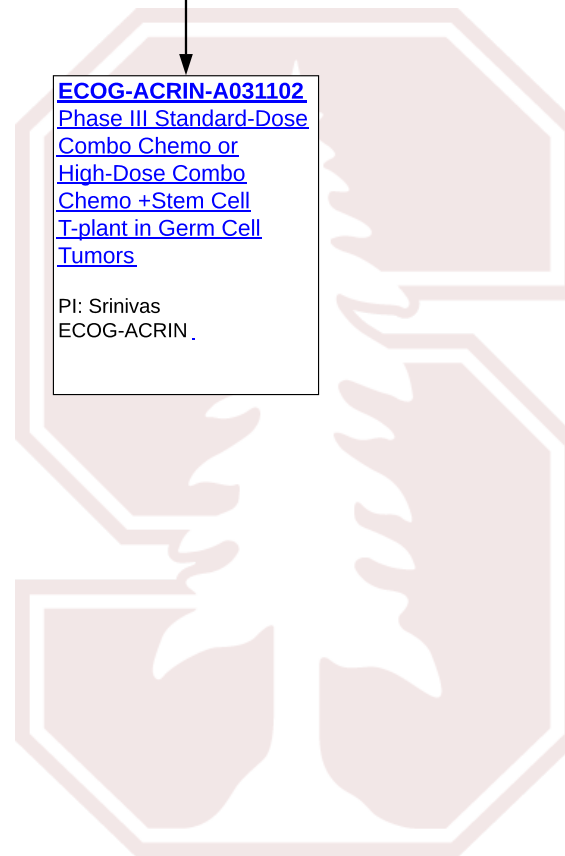 ECOG-ACRIN-A031102
Phase III Standard-Dose
Combo Chemo or
High-Dose Combo
Chemo +Stem Cell
T-plant in Germ Cell
Tumors
PI: Srinivas
ECOG-ACRIN